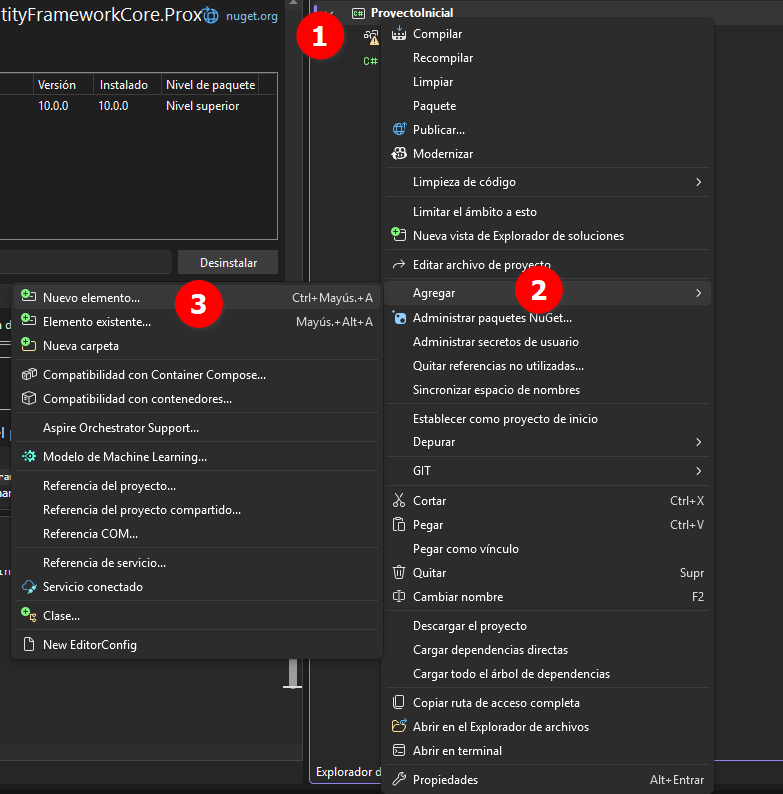 tityFrameworkCore.Prox
nuget.org
Versión Instalado Nivel de paquete
10.0.0 10.0.0 Nivel superior
Desinstalar
ProyectoInicial
1
C#
Compilar
Recompilar
Limpiar
Paquete
Publicar...
Modernizar
Limpieza de código
Limitar el ámbito a esto
Nueva vista de Explorador de soluciones
Editar archivo de proyecto
Agregar
2
Administrar paquetes NuGet...
Administrar secretos de usuario
Quitar referencias no utilizadas...
Sincronizar espacio de nombres
Establecer como proyecto de inicio
Depurar
GIT
Cortar Ctrl+X
Pegar Ctrl+V
Pegar como vínculo
Quitar Supr
Cambiar nombre F2
Descargar el proyecto
Cargar dependencias directas
Cargar todo el árbol de dependencias
Copiar ruta de acceso completa
Abrir en el Explorador de archivos
Abrir en terminal
Propiedades Alt+Entrar
Nuevo elemento... Ctrl+Mayús.+A
3
Elemento existente... Mayús.+Alt+A
Nueva carpeta
Compatibilidad con Container Compose...
Compatibilidad con contenedores...
Aspire Orchestrator Support...
Modelo de Machine Learning...
Referencia del proyecto...
Referencia del proyecto compartido...
Referencia COM...
Referencia de servicio...
Servicio conectado
Clase...
New EditorConfig
Explorador d